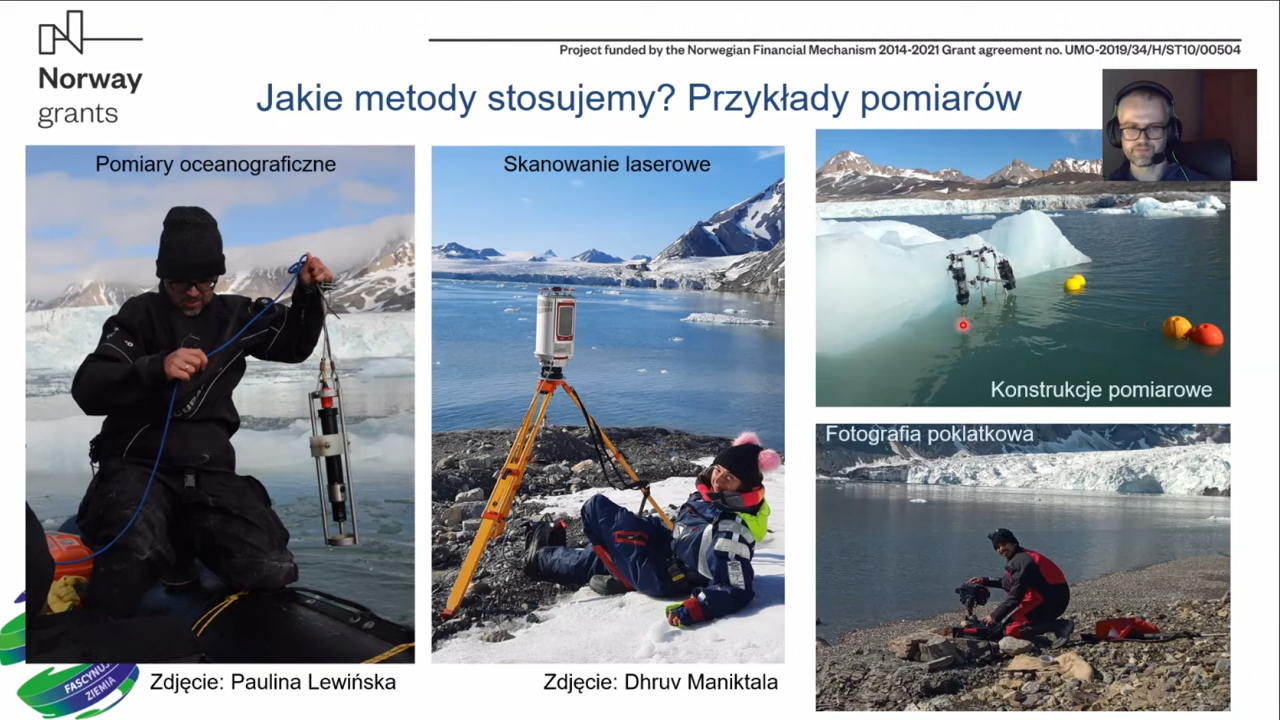 Norway
grants
Project funded by the Norwegian Financial Mechanism 2014-2021 Grant agreement no. UMO-2019/34/H/ST10/00504
Jakie metody stosujemy? Przykłady pomiarów
Pomiary oceanograficzne
Skanowanie laserowe
Konstrukcje pomiarowe
Fotografia poklatkowa
FASCYNUJ
ZIEMIA
Zdjęcie: Paulina Lewińska
Zdjęcie: Dhruv Maniktala